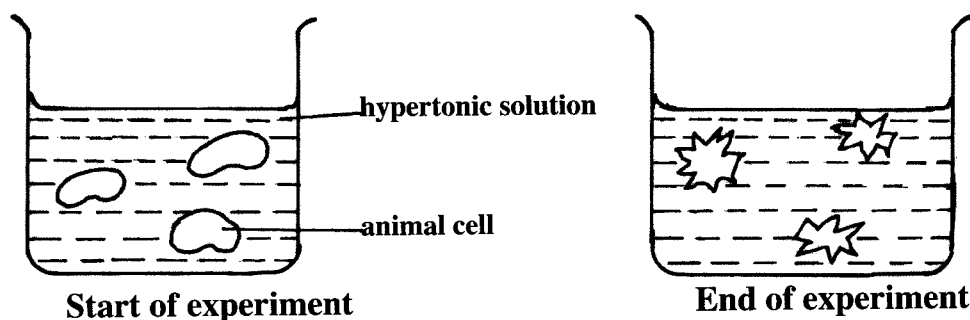 hypertonic solution
animal cell
Start of experiment
End of experiment